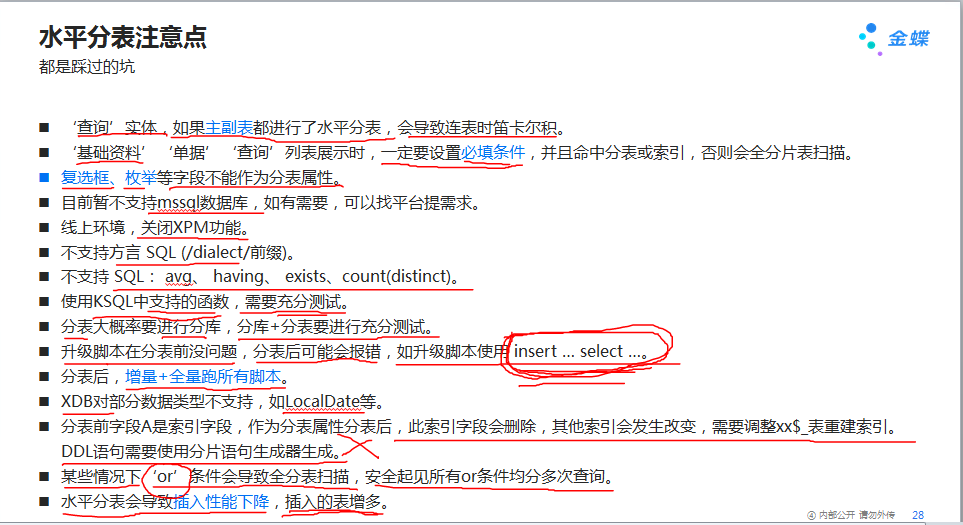 水平分表注意点
金蝶
都是踩过的坑
■ ‘查询’实体，如果主副表都进行了水平分表，会导致连表时笛卡尔积。
■ ‘基础资料’‘单据’‘查询’列表展示时，一定要设置必填条件，并且命中分表或索引，否则会全分片表扫描。
■ 复选框、枚举等字段不能作为分表属性。
■ 目前暂不支持mssql数据库，如有需要，可以找平台提需求。
■ 线上环境，关闭XPM功能。
■ 不支持方言 SQL (/dialect/前缀)。
■ 不支持 SQL： avg、 having、 exists、count(distinct)。
■ 使用KSQL中支持的函数，需要充分测试。
■ 分表大概率要进行分库，分库+分表要进行充分测试。
■ 升级脚本在分表前没问题，分表后可能会报错，如升级脚本使用 insert ... select ...。
■ 分表后，增量+全量跑所有脚本。
■ XDB对部分数据类型不支持，如LocalDate等。
■ 分表前字段A是索引字段，作为分表属性分表后，此索引字段会删除，其他索引会发生改变，需要调整xx$_表重建索引。
DDL语句需要使用分片语句生成器生成。
■ 某些情况下‘or’条件会导致全分表扫描，安全起见所有or条件均分多次查询。
■ 水平分表会导致插入性能下降，插入的表增多。
④ 内部公开 请勿外传 28